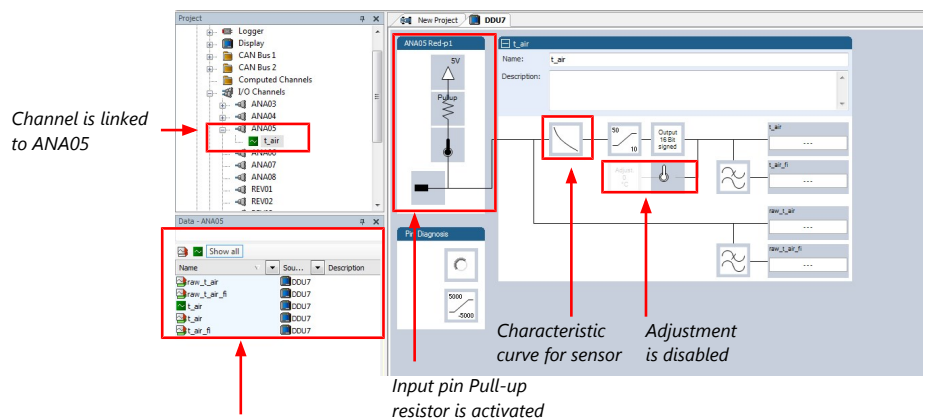 Project
New Project
DDU7
Logger
Display
CAN Bus 1
CAN Bus 2
Computed Channels
I/O Channels
ANA03
ANA04
ANA05
t_air
ANA06
ANA07
ANA08
REV01
REV02
Channel is linked
to ANA05
Data - ANA05
Show all
Name
Sou...
Description
raw_t_air
DDU7
raw_t_air_fi
DDU7
t_air
DDU7
t_air
DDU7
t_air_fi
DDU7
ANA05 Red-p1
5V
Pullup
Pin Diagnosis
5000
-5000
t_air
Name:
t_air
Description:
50
10
Output
16 Bit
signed
Adjust.
0
°C
t_air
---
t_air_fi
---
raw_t_air
---
raw_t_air_fi
---
Characteristic
curve for sensor
Adjustment
is disabled
Input pin Pull-up
resistor is activated